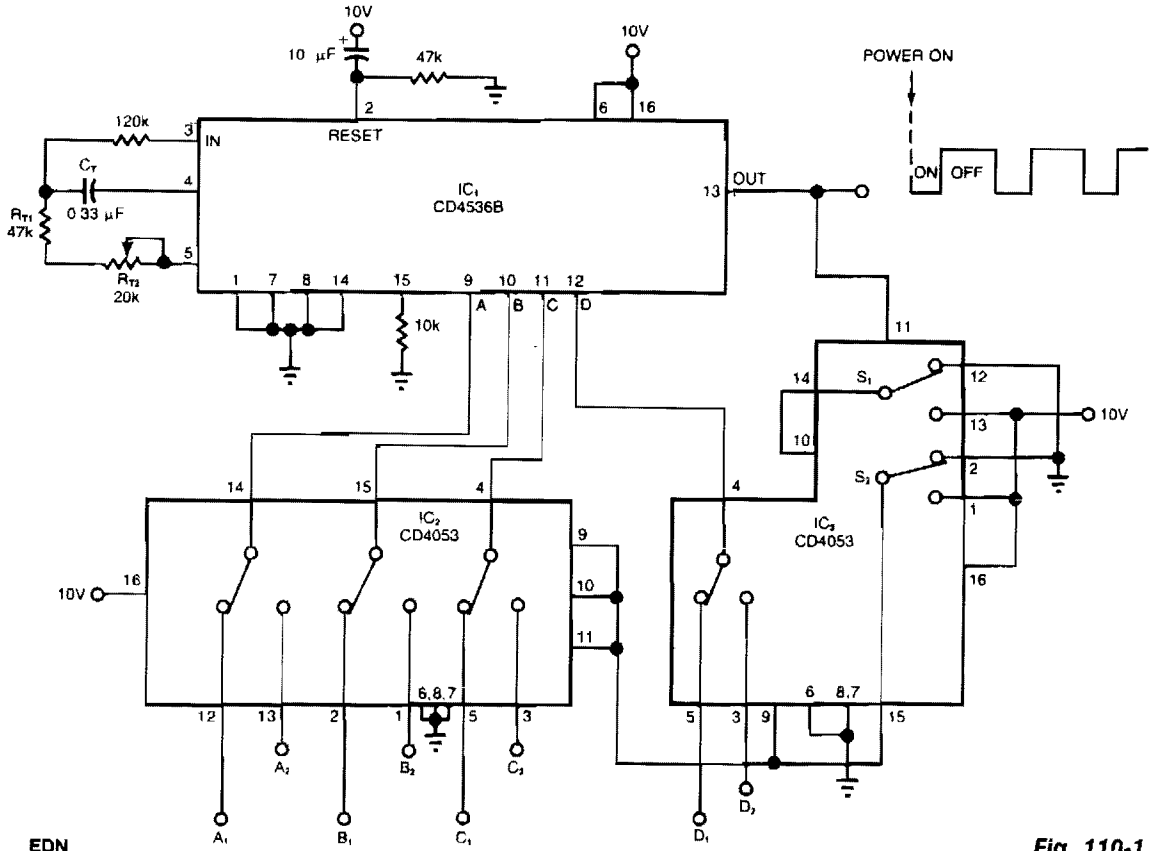 10V
10 µF
+
47k
10V
POWER ON
2
6
16
120k
3
IN
RESET
CT
4
0.33 µF
IC1
CD4536B
13
OUT
ON
OFF
RT1
47k
5
RT2
20k
1
7
8
14
15
9
A
10
B
11
C
12
D
10k
11
14
S1
12
10
13
10V
S2
2
1
14
15
4
4
IC2
CD4053
9
IC3
CD4053
16
10V
16
10
11
12
13
2
1
6,8,7
5
3
5
3
9
6
8,7
15
A2
B2
C2
D2
A1
B1
C1
D1
EDN
Fig. 110-1